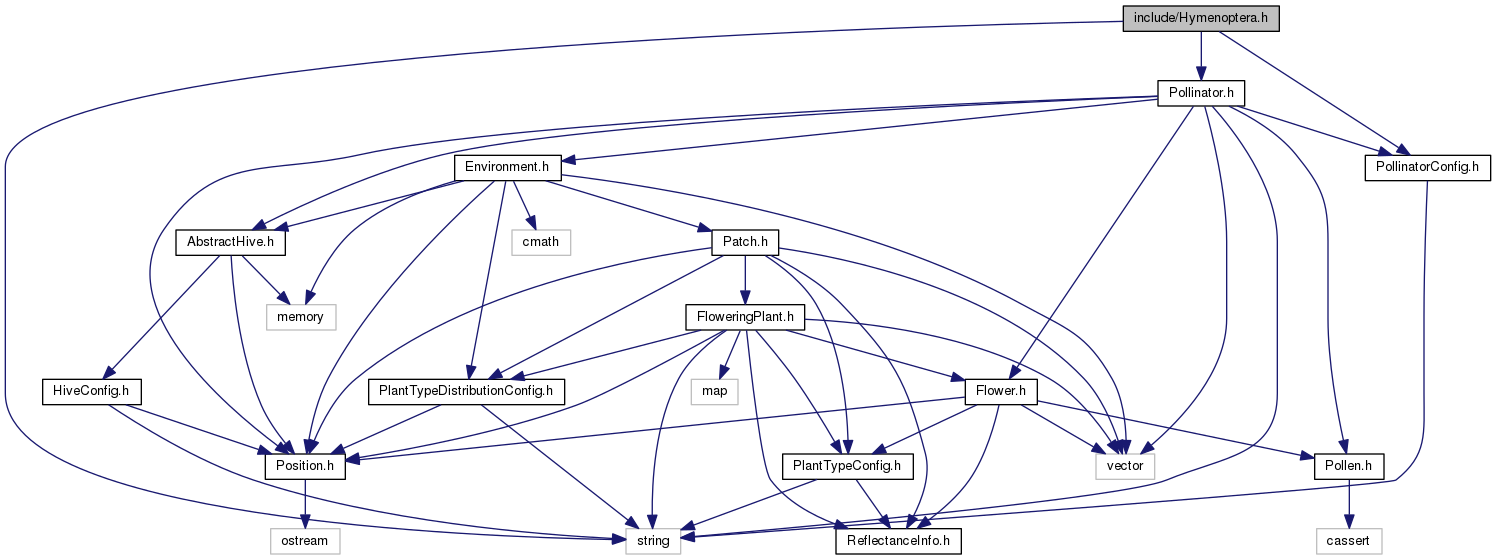 include/Hymenoptera.h
Pollinator.h
Environment.h
PollinatorConfig.h
AbstractHive.h
cmath
Patch.h
memory
FloweringPlant.h
HiveConfig.h
PlantTypeDistributionConfig.h
map
Flower.h
Position.h
PlantTypeConfig.h
vector
Pollen.h
ostream
string
ReflectanceInfo.h
cassert